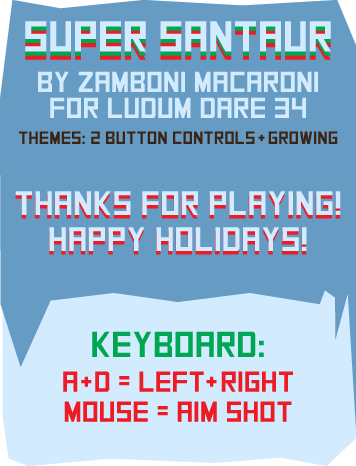 SUPER SANTAUR
BY ZAMBONI MACARONI
FOR LUDUM DARE 34
THEMES: 2 BUTTON CONTROLS+GROWING
THANKS FOR PLAYING!
HAPPY HOLIDAYS!
KEYBOARD:
A+D = LEFT+RIGHT
MOUSE = AIM SHOT